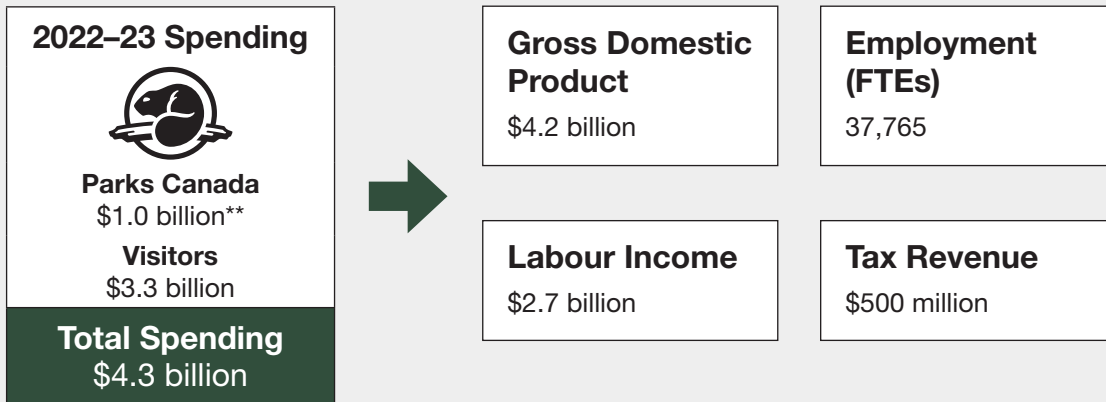 2022–23 Spending
Parks Canada
$1.0 billion**
Visitors
$3.3 billion
Total Spending
$4.3 billion
Gross Domestic
Product
$4.2 billion
Employment
(FTEs)
37,765
Labour Income
$2.7 billion
Tax Revenue
$500 million